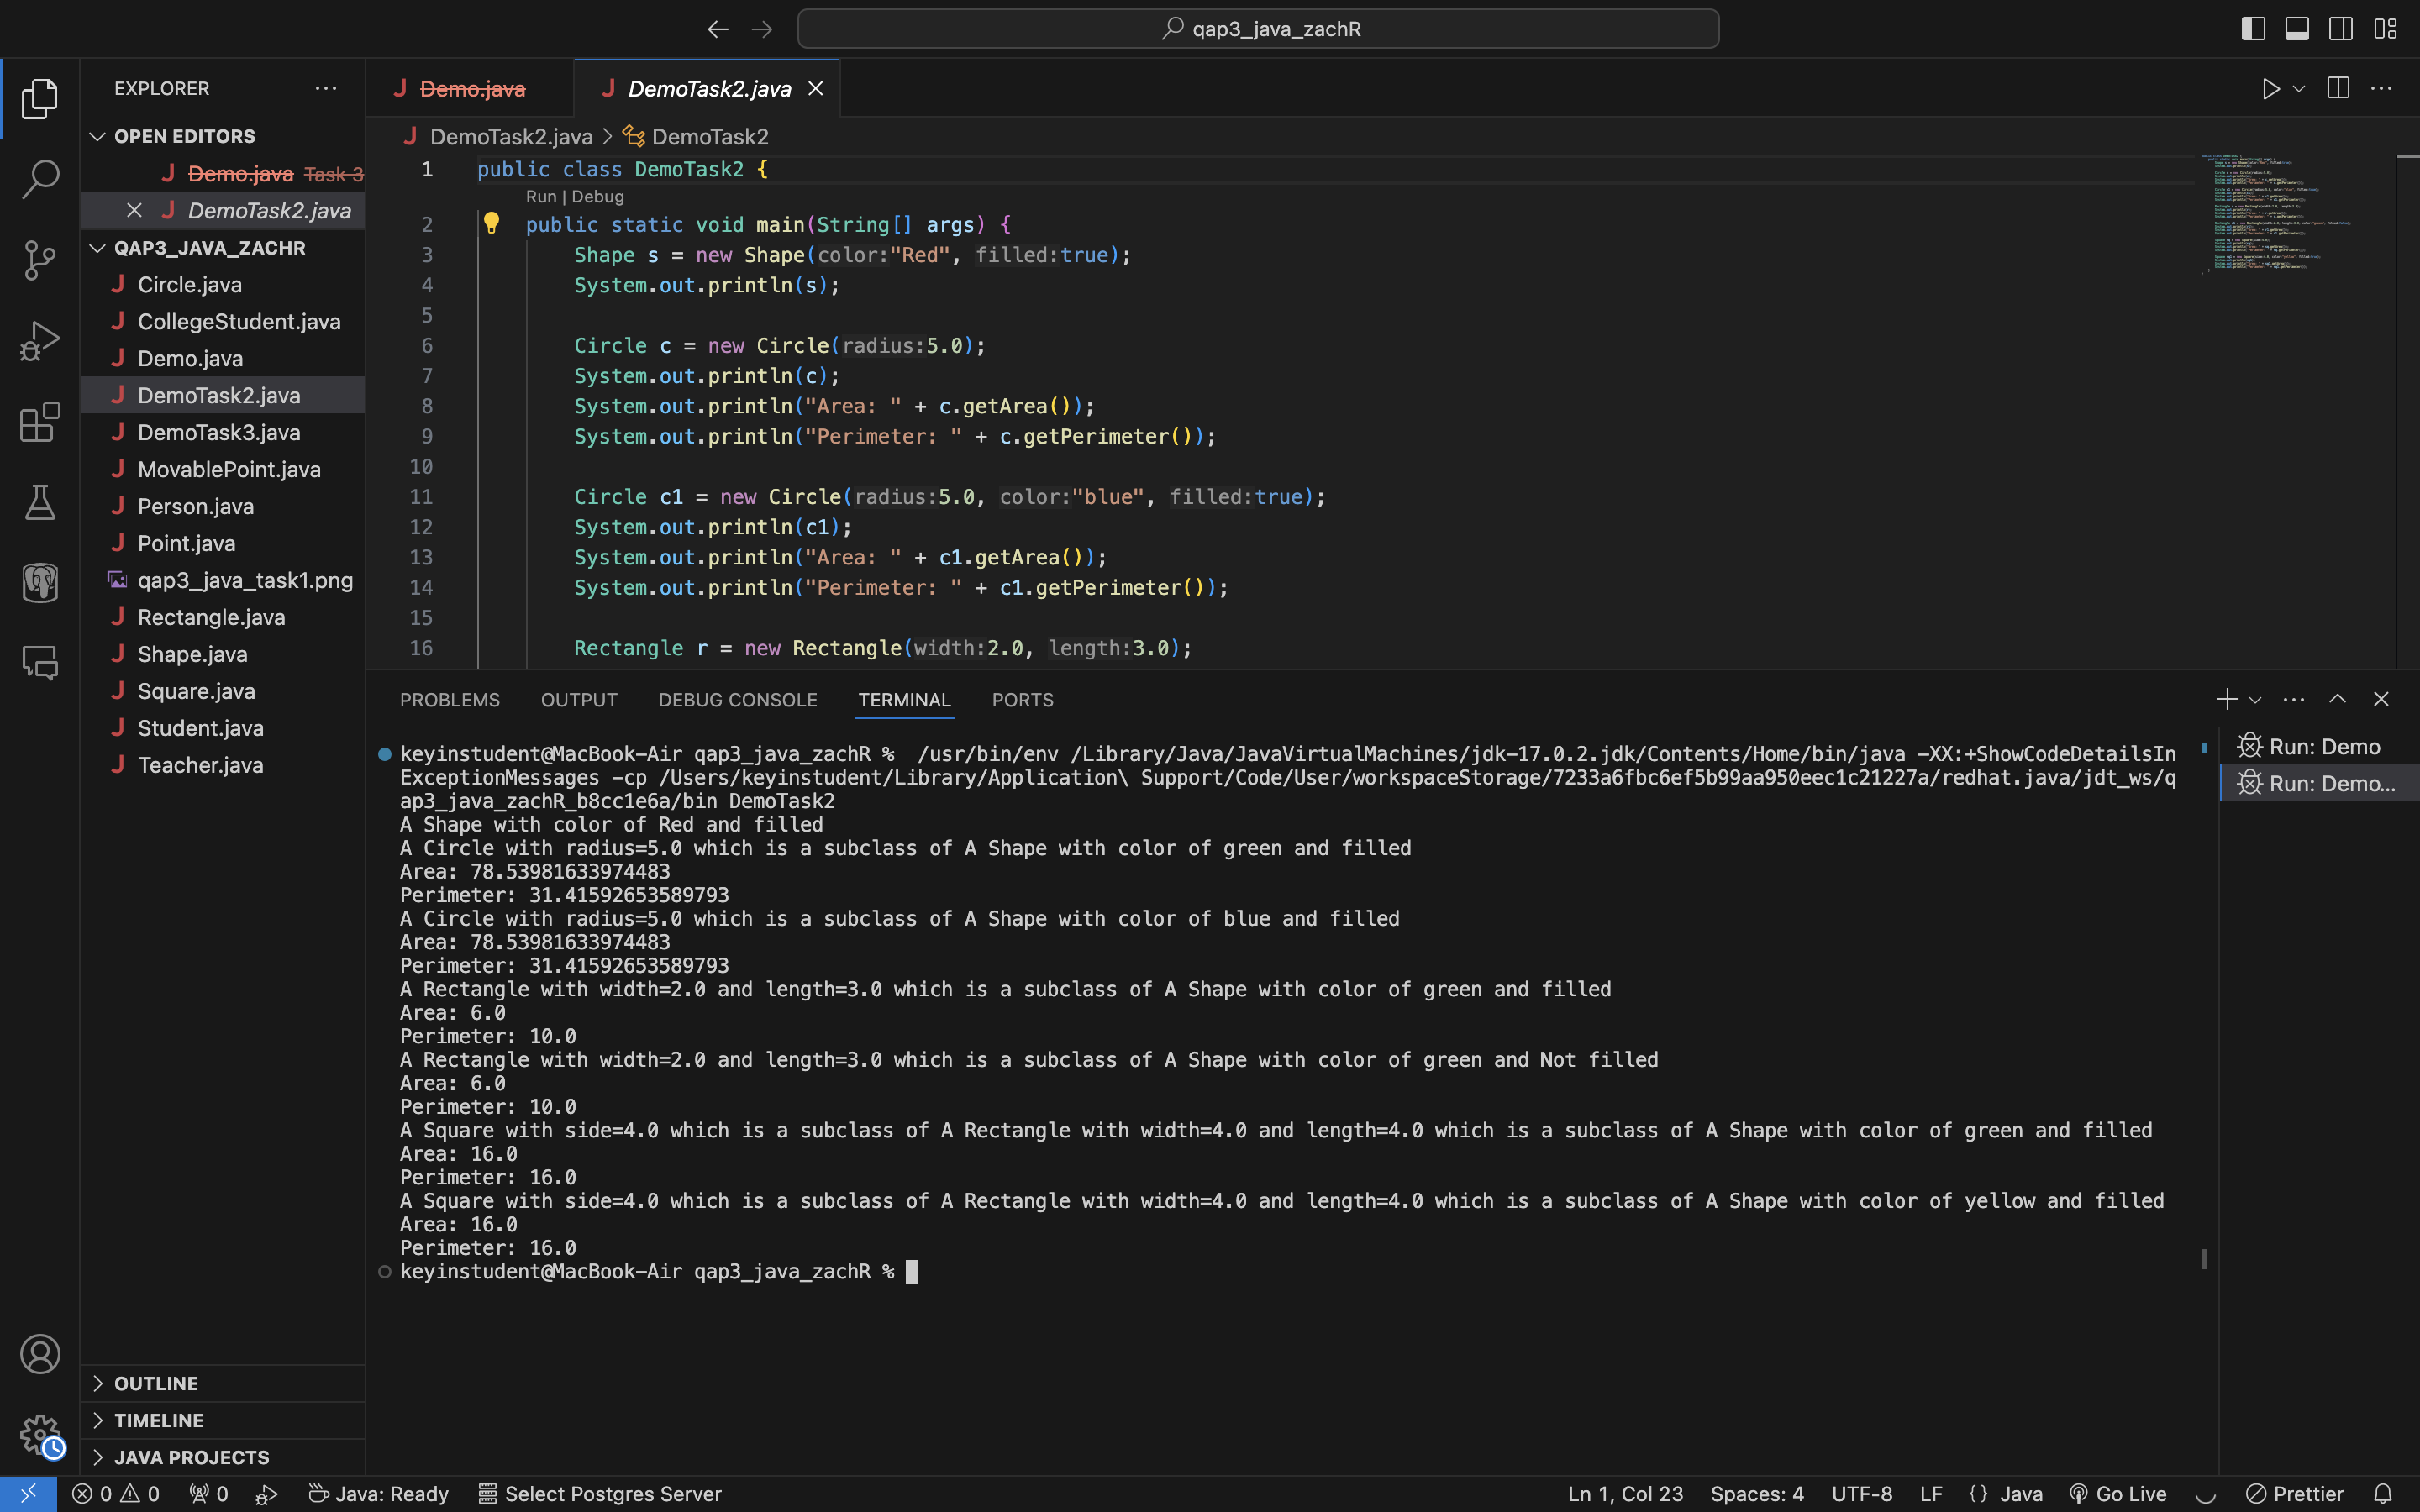 qap3_java_zachR
EXPLORER
OPEN EDITORS
Demo.java Task 3
DemoTask2.java
QAP3_JAVA_ZACHR
Circle.java
CollegeStudent.java
Demo.java
DemoTask2.java
DemoTask3.java
MovablePoint.java
Person.java
Point.java
qap3_java_task1.png
Rectangle.java
Shape.java
Square.java
Student.java
Teacher.java
OUTLINE
TIMELINE
JAVA PROJECTS
Demo.java
DemoTask2.java
DemoTask2.java > DemoTask2
1 public class DemoTask2 {
Run | Debug
2 public static void main(String[] args) {
3 Shape s = new Shape(color:"Red", filled:true);
4 System.out.println(s);
5
6 Circle c = new Circle(radius:5.0);
7 System.out.println(c);
8 System.out.println("Area: " + c.getArea());
9 System.out.println("Perimeter: " + c.getPerimeter());
10
11 Circle c1 = new Circle(radius:5.0, color:"blue", filled:true);
12 System.out.println(c1);
13 System.out.println("Area: " + c1.getArea());
14 System.out.println("Perimeter: " + c1.getPerimeter());
15
16 Rectangle r = new Rectangle(width:2.0, length:3.0);
PROBLEMS OUTPUT DEBUG CONSOLE TERMINAL PORTS
keyinstudent@MacBook-Air qap3_java_zachR % /usr/bin/env /Library/Java/JavaVirtualMachines/jdk-17.0.2.jdk/Contents/Home/bin/java -XX:+ShowCodeDetailsIn
ExceptionMessages -cp /Users/keyinstudent/Library/Application\ Support/Code/User/workspaceStorage/7233a6fbc6ef5b99aa950eec1c21227a/redhat.java/jdt_ws/q
ap3_java_zachR_b8cc1e6a/bin DemoTask2
A Shape with color of Red and filled
A Circle with radius=5.0 which is a subclass of A Shape with color of green and filled
Area: 78.53981633974483
Perimeter: 31.41592653589793
A Circle with radius=5.0 which is a subclass of A Shape with color of blue and filled
Area: 78.53981633974483
Perimeter: 31.41592653589793
A Rectangle with width=2.0 and length=3.0 which is a subclass of A Shape with color of green and filled
Area: 6.0
Perimeter: 10.0
A Rectangle with width=2.0 and length=3.0 which is a subclass of A Shape with color of green and Not filled
Area: 6.0
Perimeter: 10.0
A Square with side=4.0 which is a subclass of A Rectangle with width=4.0 and length=4.0 which is a subclass of A Shape with color of green and filled
Area: 16.0
Perimeter: 16.0
A Square with side=4.0 which is a subclass of A Rectangle with width=4.0 and length=4.0 which is a subclass of A Shape with color of yellow and filled
Area: 16.0
Perimeter: 16.0
keyinstudent@MacBook-Air qap3_java_zachR %
Run: Demo
Run: Demo...
0 0 0 Java: Ready Select Postgres Server Ln 1, Col 23 Spaces: 4 UTF-8 LF {} Java Go Live Prettier